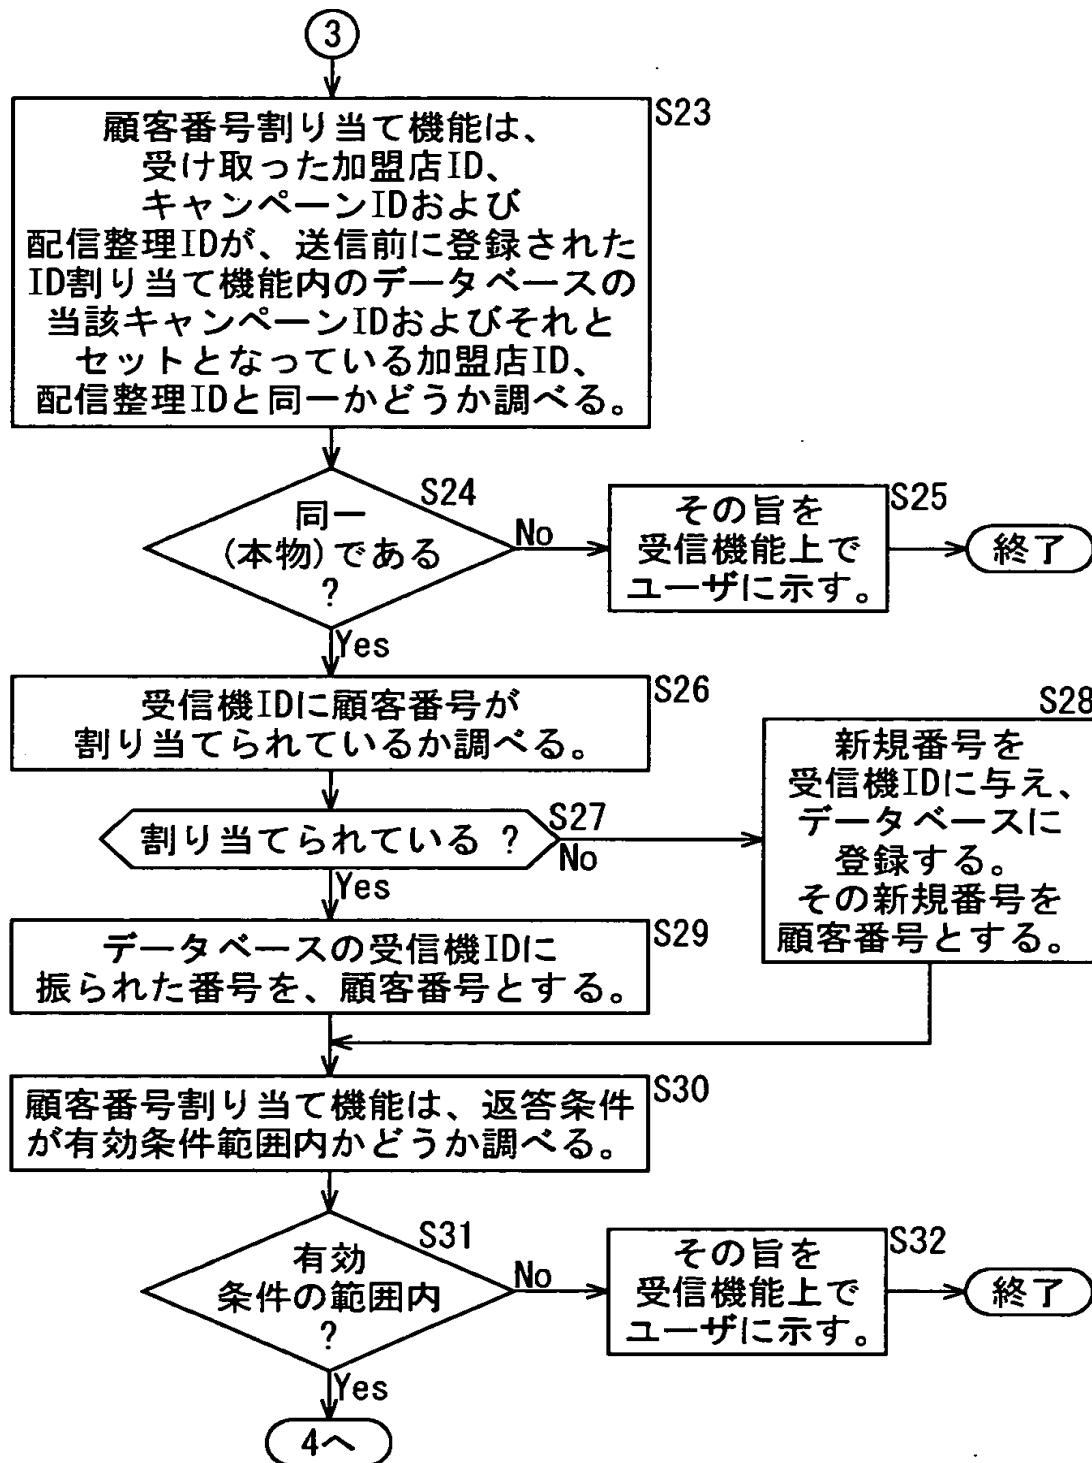 3
S23
顧客番号割り当て機能は、
受け取った加盟店ID、
キャンペーンIDおよび
配信整理IDが、送信前に登録された
ID割り当て機能内のデータベースの
当該キャンペーンIDおよびそれと
セットとなっている加盟店ID、
配信整理IDと同一かどうか調べる。
S24
同一
(本物)である
?
No
S25
その旨を
受信機能上で
ユーザに示す。
終了
Yes
S26
受信機IDに顧客番号が
割り当てられているか調べる。
S27
割り当てられている ?
No
S28
新規番号を
受信機IDに与え、
データベースに
登録する。
その新規番号を
顧客番号とする。
Yes
S29
データベースの受信機IDに
振られた番号を、顧客番号とする。
S30
顧客番号割り当て機能は、返答条件
が有効条件範囲内かどうか調べる。
S31
有効
条件の範囲内
?
No
S32
その旨を
受信機能上で
ユーザに示す。
終了
Yes
4へ